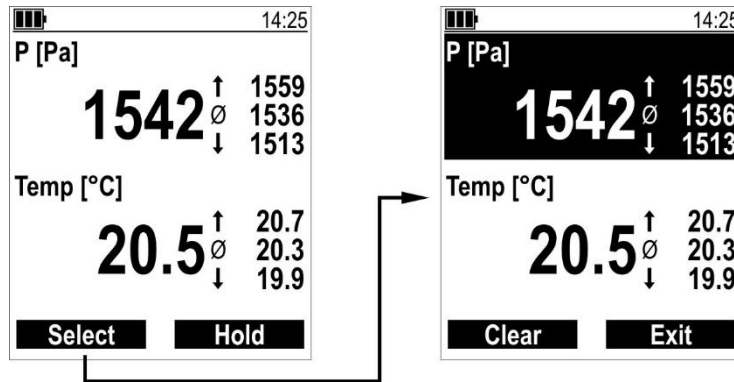 14:25
P [Pa]
1542 ↑ 1559
Ø 1536
↓ 1513
Temp [°C]
20.5 ↑ 20.7
Ø 20.3
↓ 19.9
Select Hold
14:25
P [Pa]
1542 ↑ 1559
Ø 1536
↓ 1513
Temp [°C]
20.5 ↑ 20.7
Ø 20.3
↓ 19.9
Clear Exit